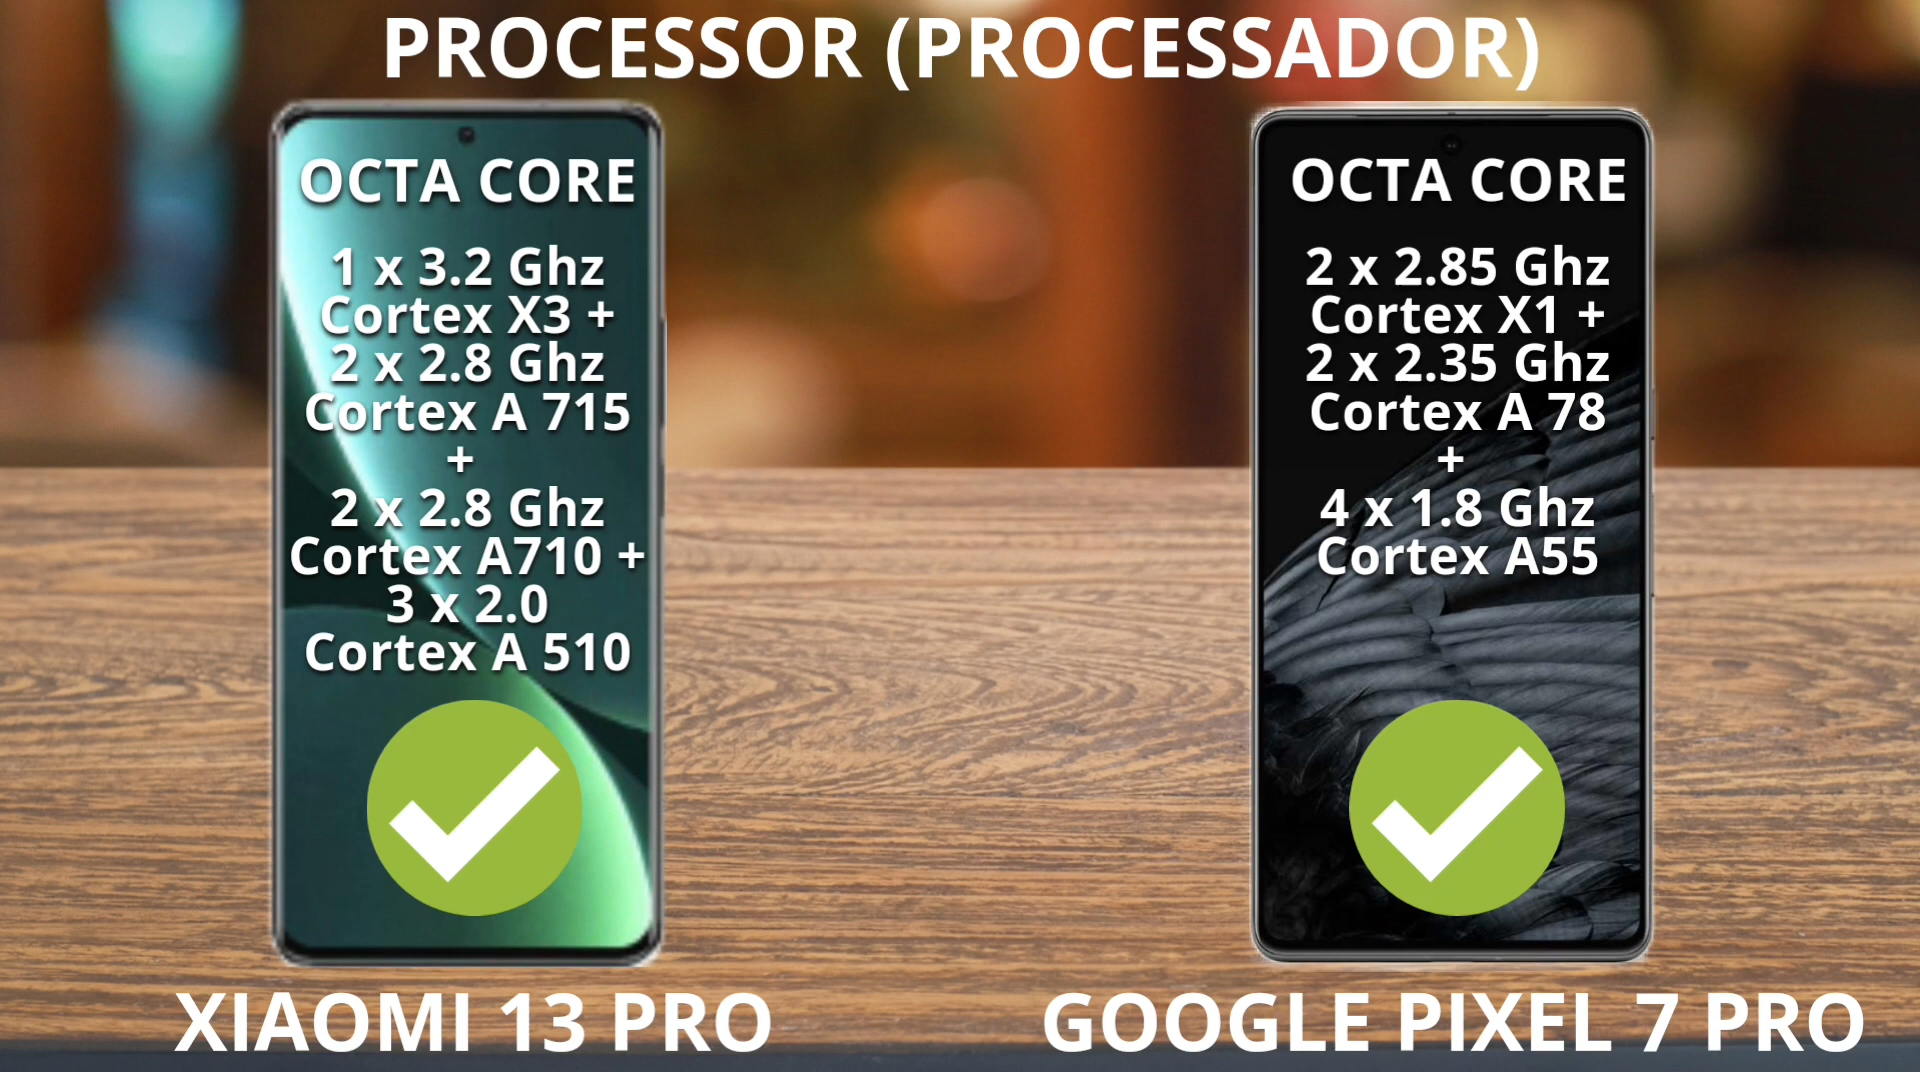 PROCESSOR (PROCESSADOR)
OCTA CORE
1 x 3.2 Ghz
Cortex X3 +
2 x 2.8 Ghz
Cortex A 715
+
2 x 2.8 Ghz
Cortex A710 +
3 x 2.0
Cortex A 510
XIAOMI 13 PRO
OCTA CORE
2 x 2.85 Ghz
Cortex X1 +
2 x 2.35 Ghz
Cortex A 78
+
4 x 1.8 Ghz
Cortex A55
GOOGLE PIXEL 7 PRO